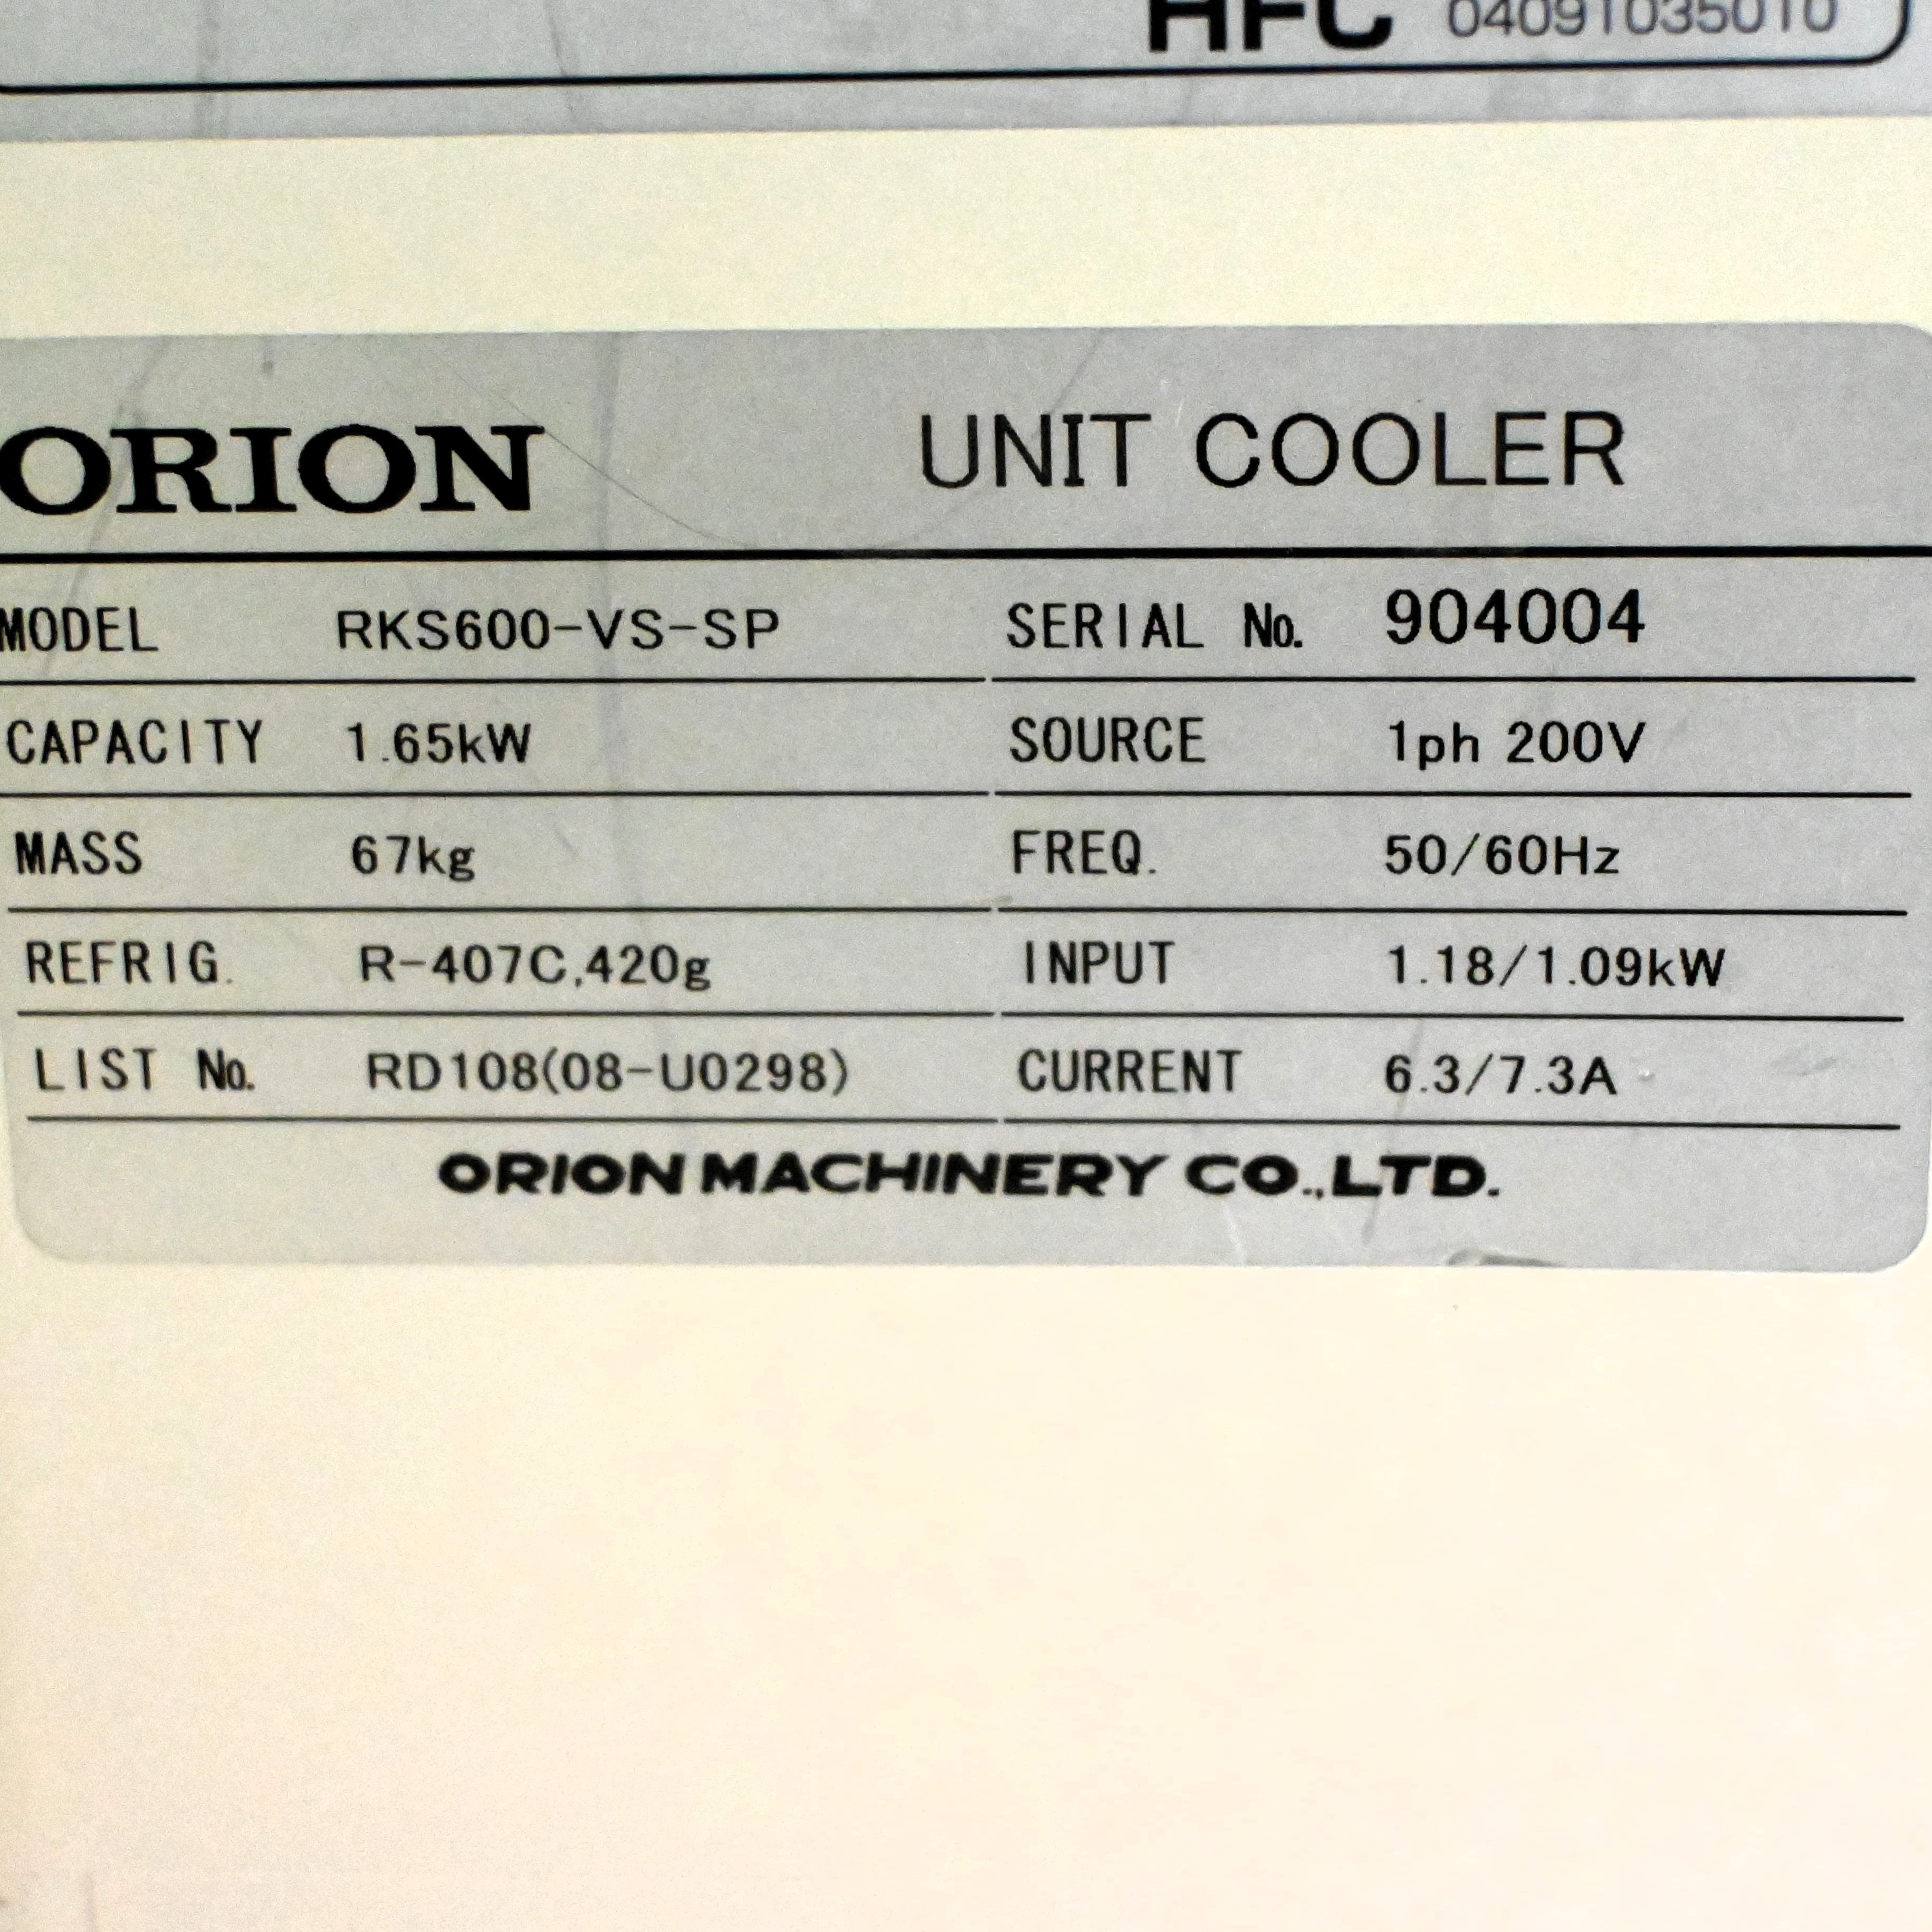 HFC 04091035010
ORION UNIT COOLER
MODEL RKS600-VS-SP SERIAL No. 904004
CAPACITY 1.65kW SOURCE 1ph 200V
MASS 67kg FREQ. 50/60Hz
REFRIG. R-407C,420g INPUT 1.18/1.09kW
LIST No. RD108(08-U0298) CURRENT 6.3/7.3A
ORION MACHINERY CO.,LTD.